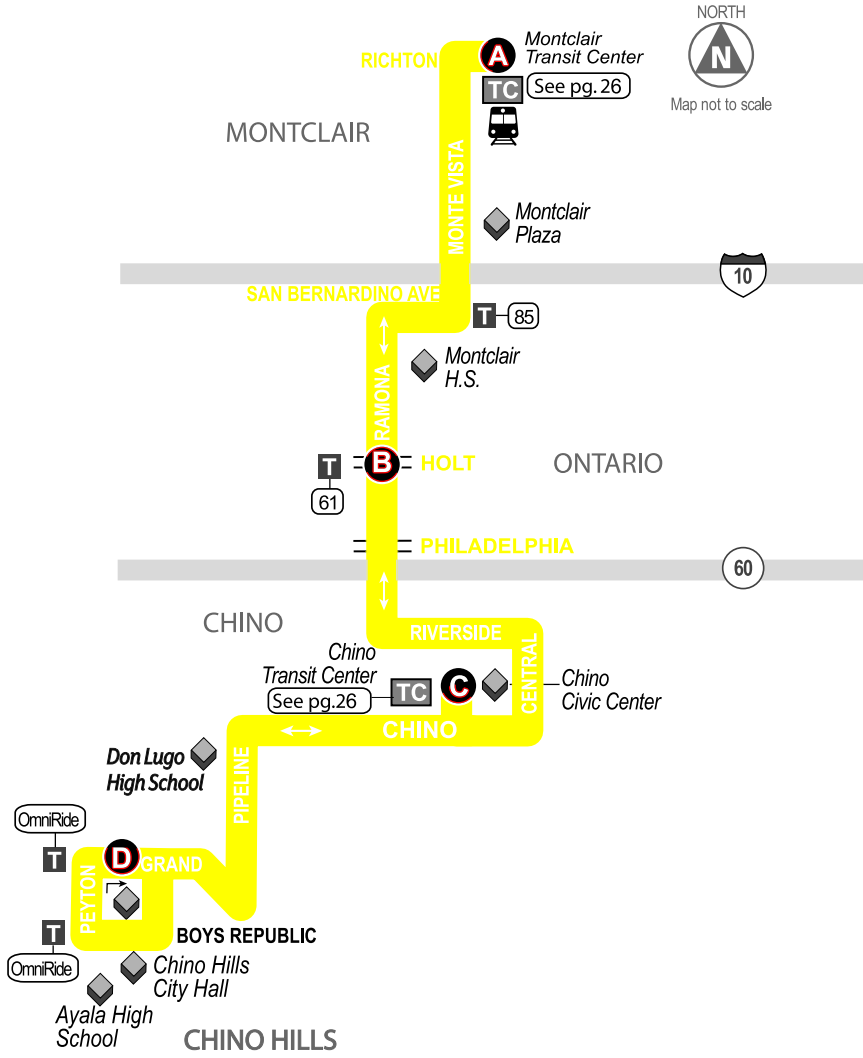 NORTH
N
Map not to scale
Montclair
Transit Center
RICHTON
A
TC
See pg. 26
MONTCLAIR
MONTE VISTA
Montclair
Plaza
10
SAN BERNARDINO AVE
T
85
Montclair
H.S.
RAMONA
T
61
B
HOLT
ONTARIO
PHILADELPHIA
60
CHINO
RIVERSIDE
Chino
Transit Center
See pg.26
TC
C
CENTRAL
Chino
Civic Center
CHINO
Don Lugo
High School
PIPELINE
OmniRide
T
D
GRAND
PEYTON
T
OmniRide
BOYS REPUBLIC
Chino Hills
City Hall
Ayala High
School
CHINO HILLS